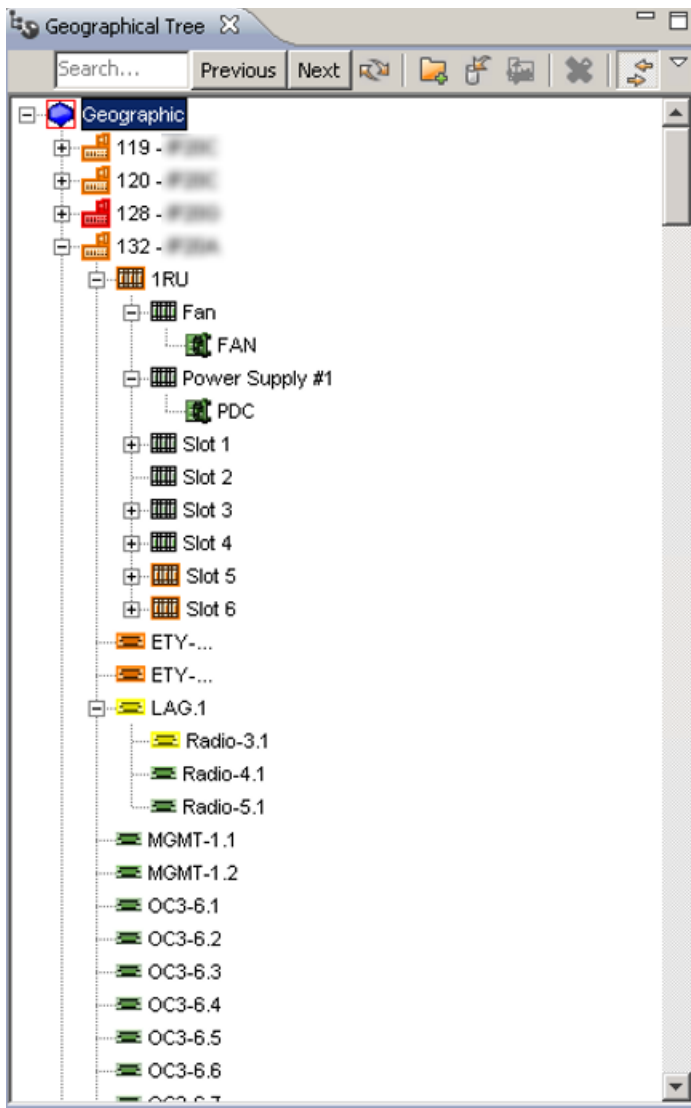 Geographical Tree
Search... Previous Next
Geographic
119 -
120 -
128 -
132 -
1RU
Fan
FAN
Power Supply #1
PDC
Slot 1
Slot 2
Slot 3
Slot 4
Slot 5
Slot 6
ETY-...
ETY-...
LAG.1
Radio-3.1
Radio-4.1
Radio-5.1
MGMT-1.1
MGMT-1.2
OC3-6.1
OC3-6.2
OC3-6.3
OC3-6.4
OC3-6.5
OC3-6.6